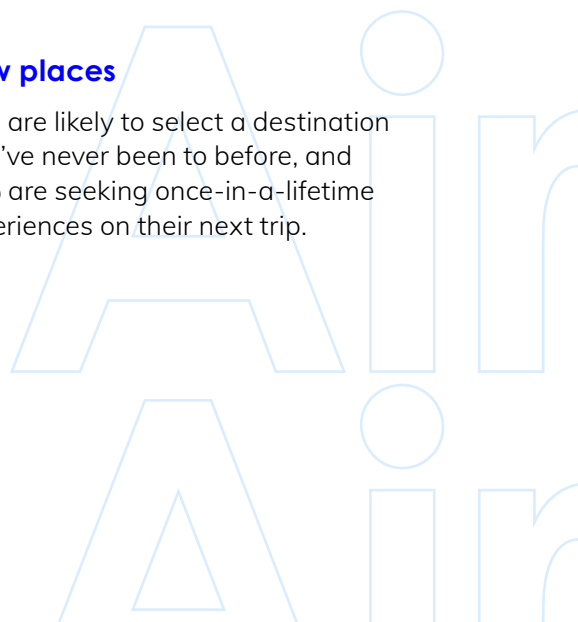 places
are likely to select a destination
've never been to before, and
are seeking once-in-a-lifetime
on their next trip.
Air
Air